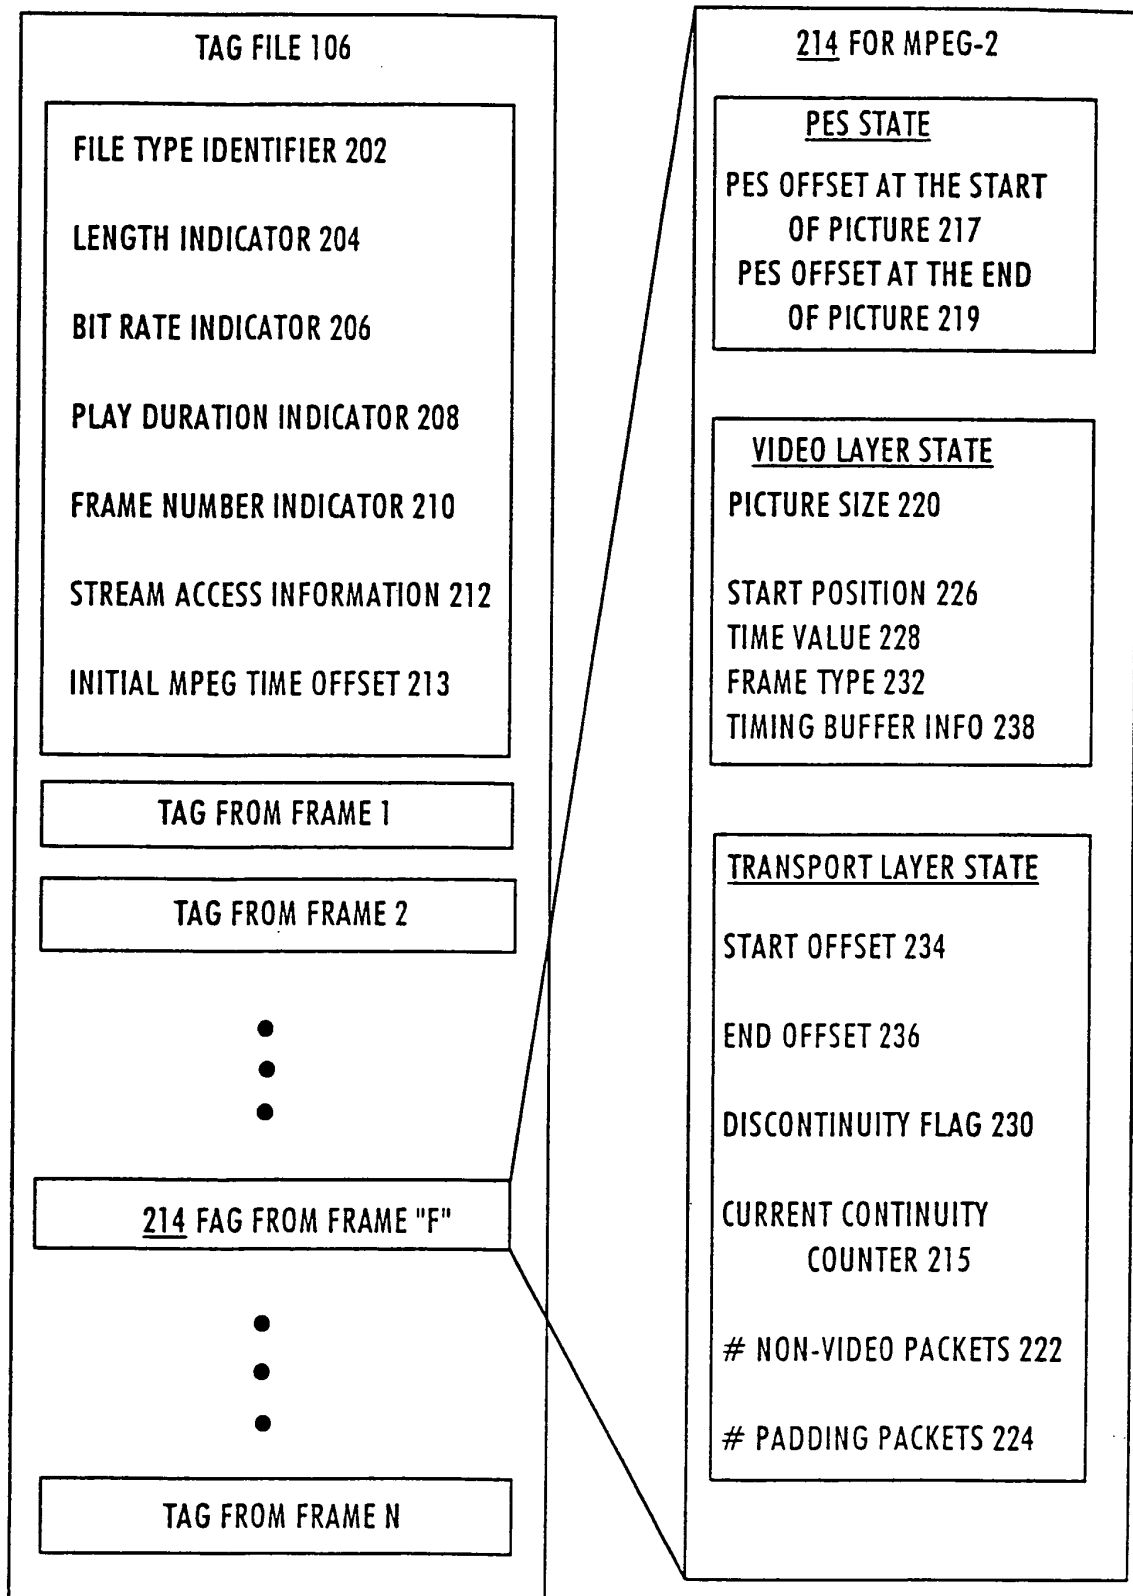 TAG FILE 106
FILE TYPE IDENTIFIER 202
LENGTH INDICATOR 204
BIT RATE INDICATOR 206
PLAY DURATION INDICATOR 208
FRAME NUMBER INDICATOR 210
STREAM ACCESS INFORMATION 212
INITIAL MPEG TIME OFFSET 213
TAG FROM FRAME 1
TAG FROM FRAME 2
214 FAG FROM FRAME "F"
TAG FROM FRAME N
214 FOR MPEG-2
PES STATE
PES OFFSET AT THE START
OF PICTURE 217
PES OFFSET AT THE END
OF PICTURE 219
VIDEO LAYER STATE
PICTURE SIZE 220
START POSITION 226
TIME VALUE 228
FRAME TYPE 232
TIMING BUFFER INFO 238
TRANSPORT LAYER STATE
START OFFSET 234
END OFFSET 236
DISCONTINUITY FLAG 230
CURRENT CONTINUITY
COUNTER 215
# NON-VIDEO PACKETS 222
# PADDING PACKETS 224